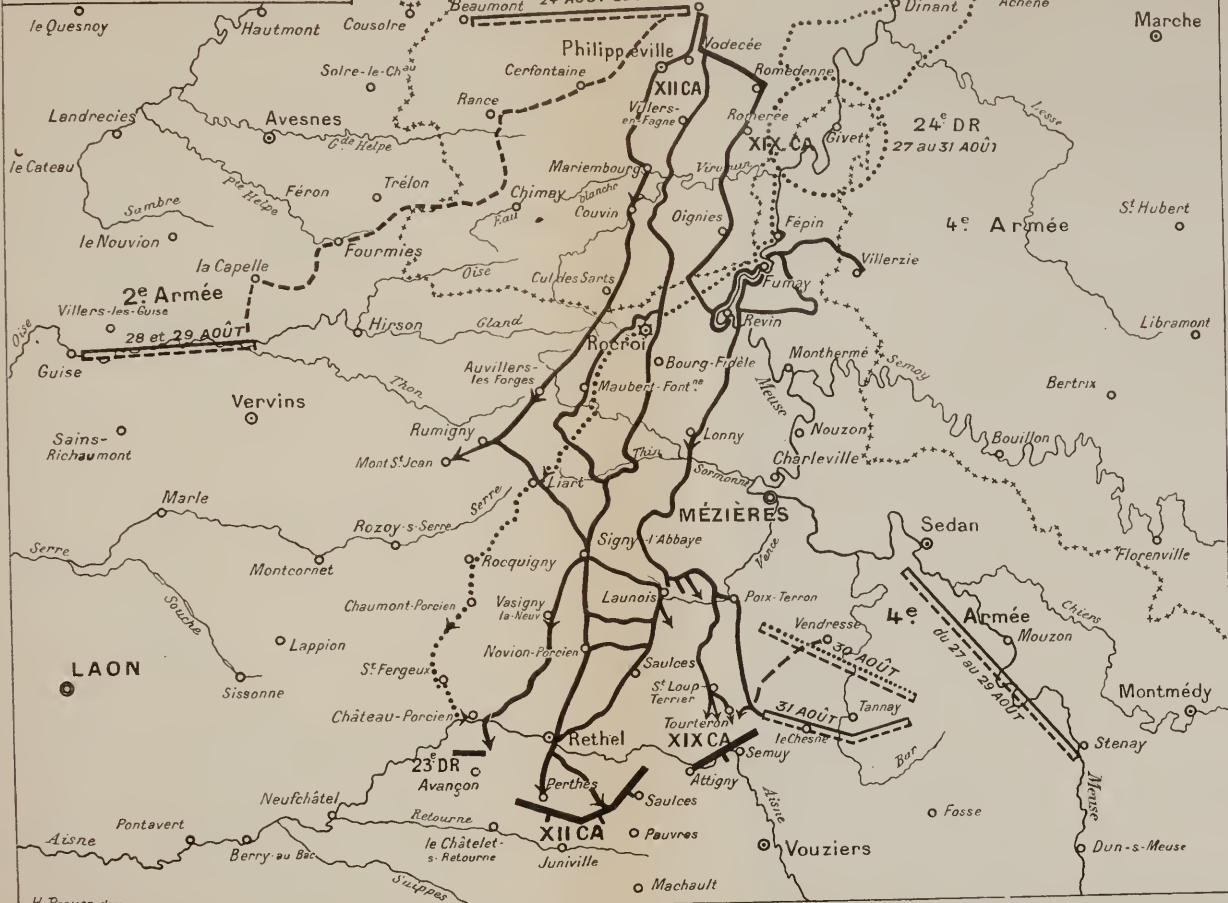 le Quesnoy
Hautmont
Cousolre
Beaumont
Dinant
Achêne
Marche
Philippeville
Vodecée
Solre-le-Chau
Cerfontaine
XII CA
Romedenne
Rance
Villers-
en-Fagne
Romerée
Landrecies
Avesnes
Gde Helpe
XIX CA
Givet
24e DR
27 au 31 AOÛT
Lesse
le Cateau
Mariembourg
Pte Helpe
Féron
Trélon
Chimay
Eau
blanche
Couvin
Oignies
Fépin
4e Armée
St Hubert
Sambre
le Nouvion
Fourmies
la Capelle
Oise
Cul des Sarts
Villerzie
Fumay
2e Armée
Villers-les-Guise
28 et 29 AOÛT
Oise
Guise
Hirson
Gland
Rocroi
Revin
Libramont
Auvillers-
les Forges
Bourg-Fidèle
Monthermé
Semoy
Thon
Maubert-Fontne
Meuse
Bertrix
Vervins
Sains-
Richaumont
Rumigny
Lonny
Nouzon
Bouillon
Mont St Jean
Thin
Sormonne
Charleville
Liart
Marle
Serre
MÉZIÈRES
Rozoy-s-Serre
Sedan
Serre
Montcornet
Signy-l'Abbaye
Vence
Florenville
Rocquigny
Souche
Chaumont-Porcien
Vasigny
la-Neuv
Launois
Poix-Terron
4e Armée
Chiers
Lappion
Vendresse
Mouzon
Novion-Porcien
30 AOÛT
du 27 au 29 AOÛT
LAON
St Fergeux
Saulces
Sissonne
St Loup-
Terrier
Tannay
Montmédy
Château-Porcien
Tourteron
31 AOÛT
le Chesne
Rethel
XIX CA
Semuy
Stenay
23e DR
Bar
Avançon
Attigny
Perthes
Neufchâtel
Saulces
Aisne
Meuse
Fosse
Pontavert
Retourne
XII CA
Pauvres
Aisne
Berry-au Bac
le Châtelet-
s-Retourne
Juniville
Vouziers
Dun-s-Meuse
Suippes
Machault